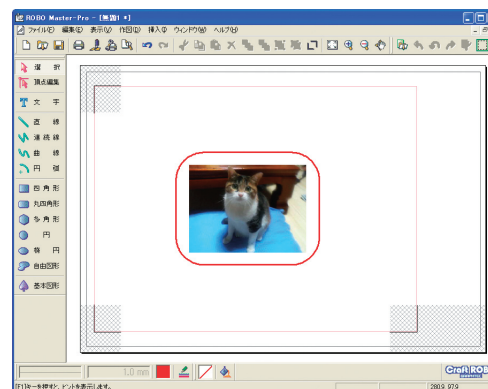 ROBO Master-Pro - [無題1 *]
ファイル(F) 編集(E) 表示(V) 作図(D) 挿入(I) ウィンドウ(W) ヘルプ(H)
選 択
頂点編集
文 字
直 線
連 続 線
曲 線
円 弧
四 角 形
丸四角形
多 角 形
円
楕 円
自由図形
基本図形
1.0 mm
Craft ROBO
[F1]キーを押すと、ヒントを表示します。
280.9, 97.9